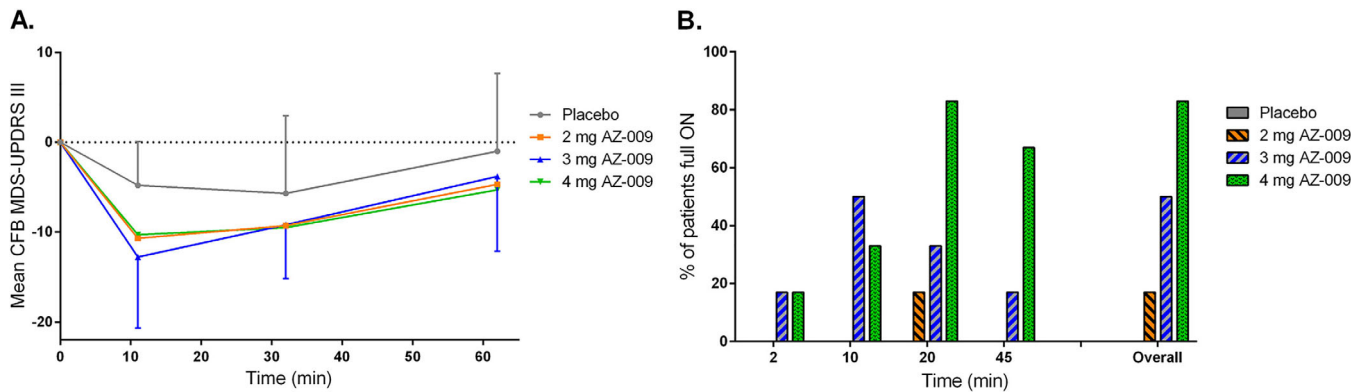 A.
Mean CFB MDS-UPDRS III
10
0
-10
-20
0 10 20 30 40 50 60
Time (min)
Placebo
2 mg AZ-009
3 mg AZ-009
4 mg AZ-009
B.
% of patients full ON
100
80
60
40
20
0
2 10 20 45 Overall
Time (min)
Placebo
2 mg AZ-009
3 mg AZ-009
4 mg AZ-009